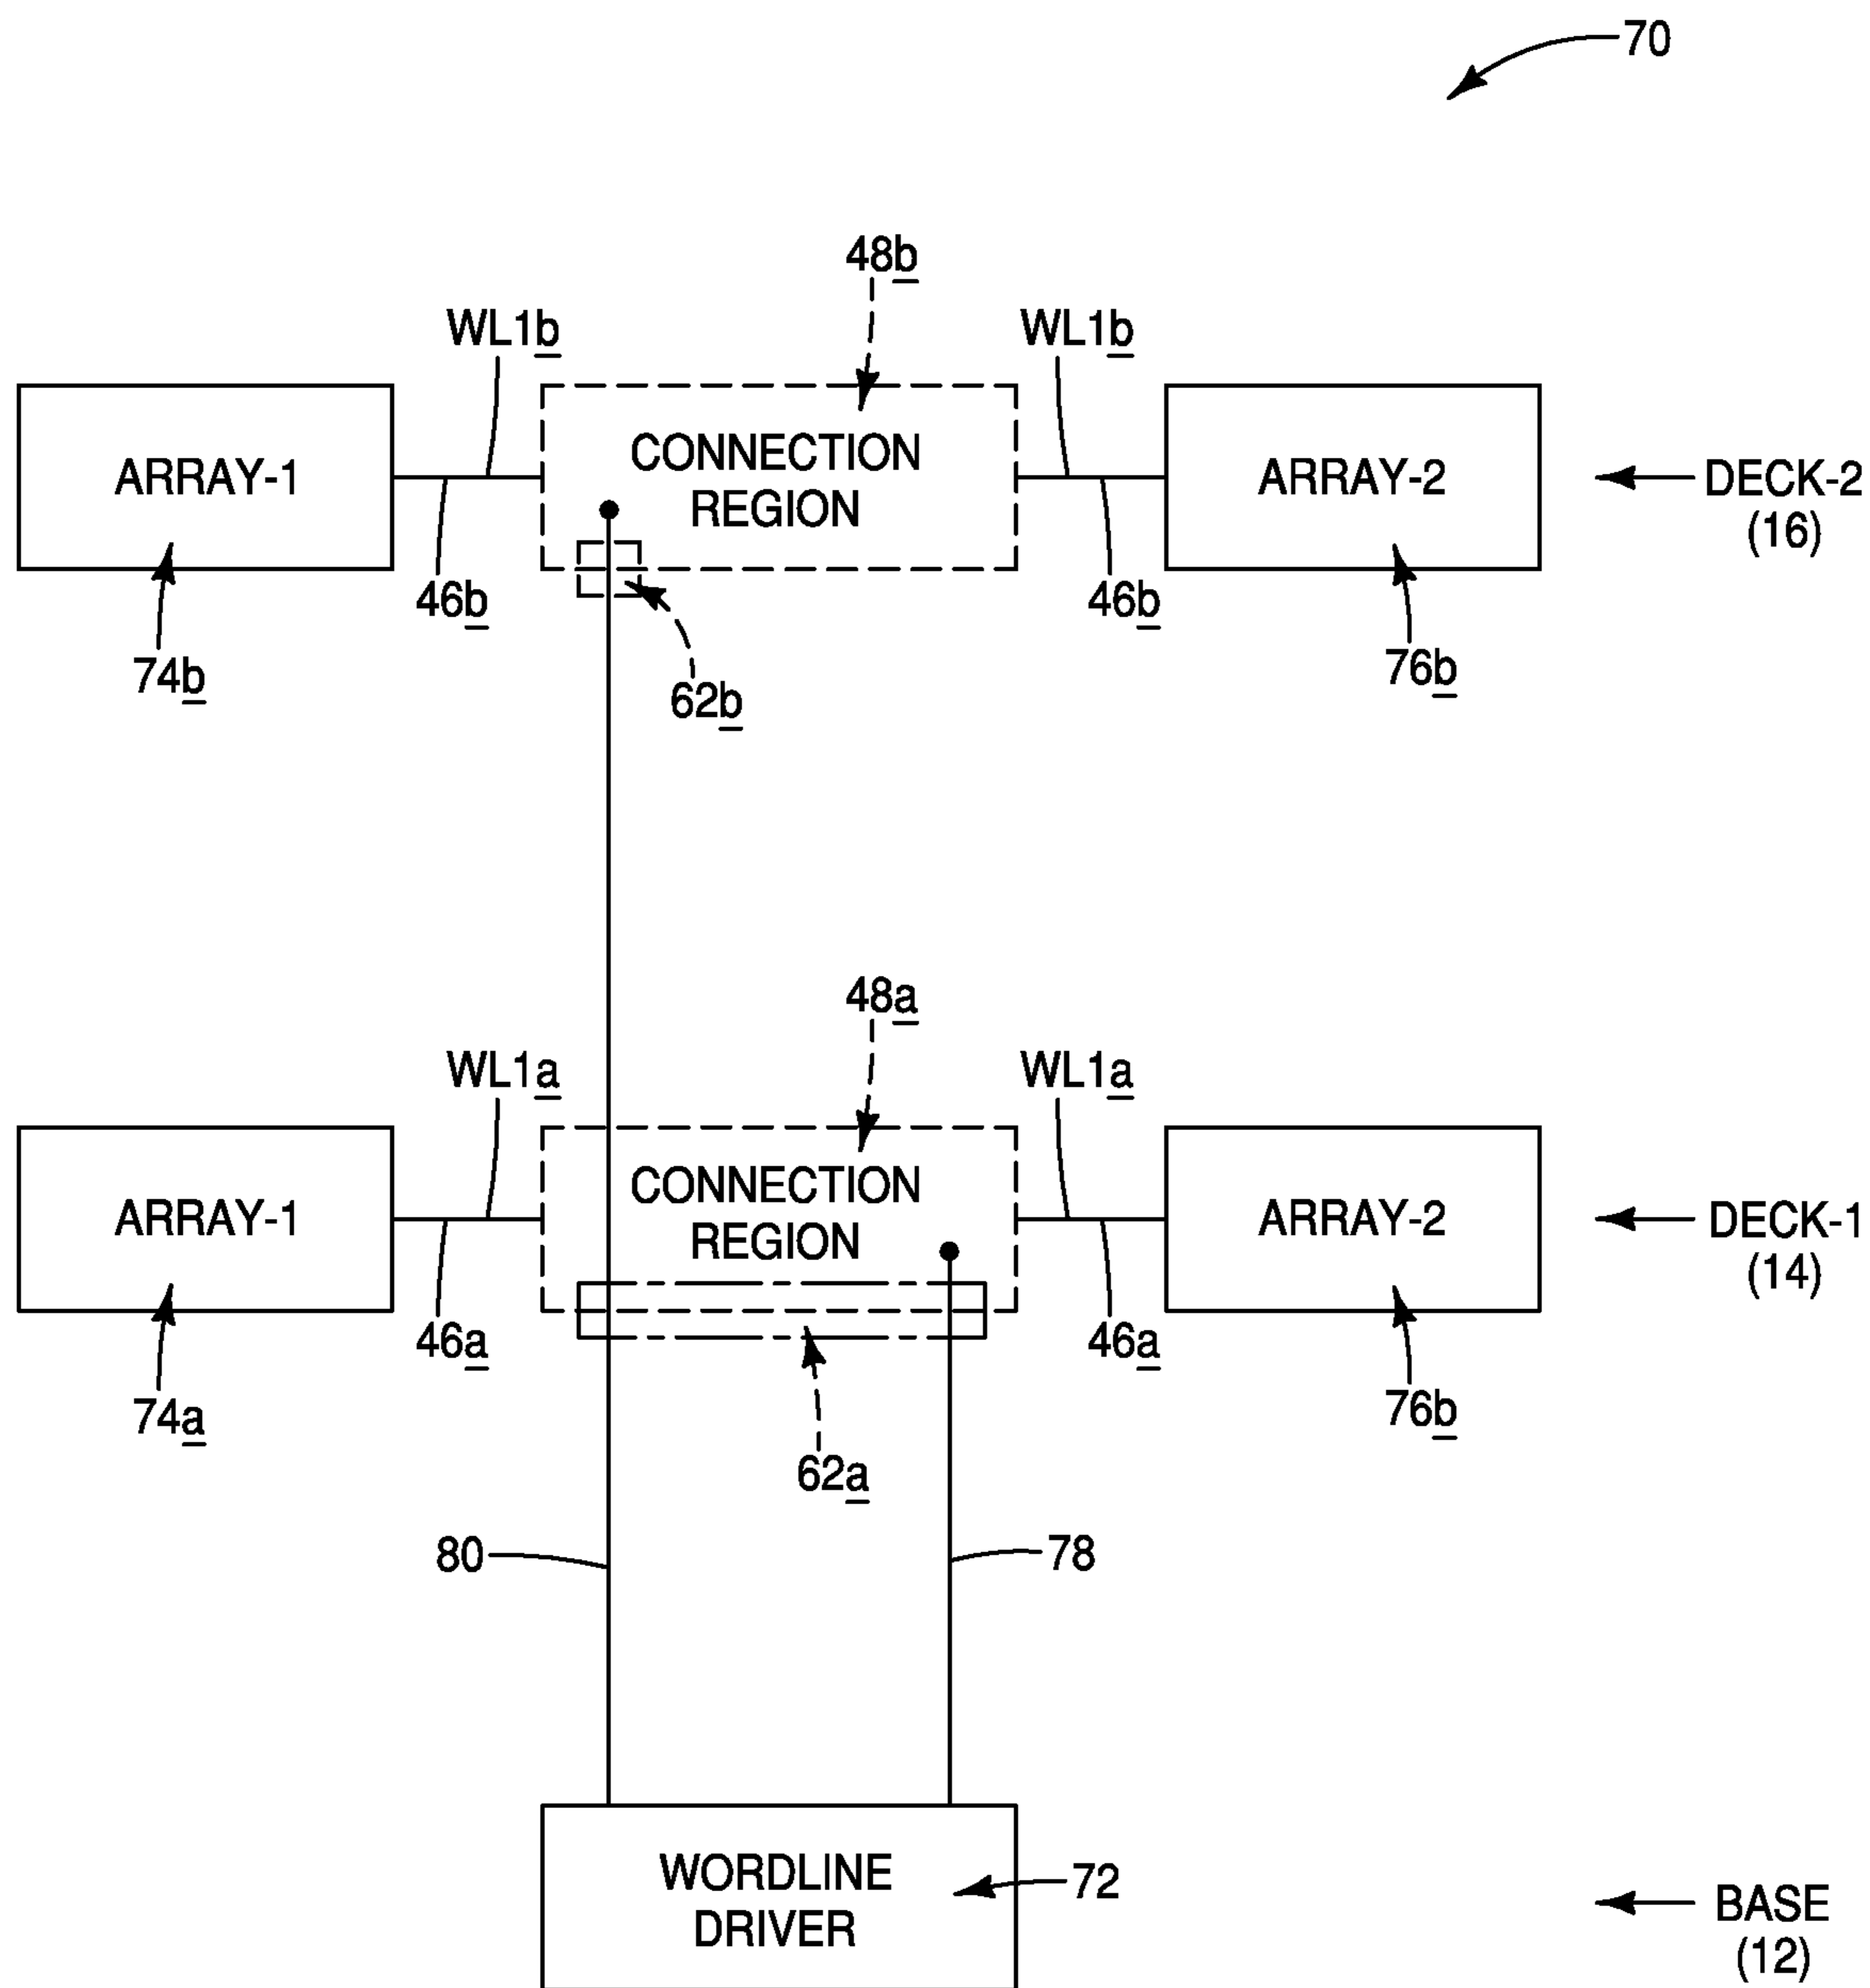 70
48b
WL1b
WL1b
ARRAY-1
CONNECTION
REGION
ARRAY-2
DECK-2
(16)
46b
46b
74b
62b
76b
48a
WL1a
WL1a
ARRAY-1
CONNECTION
REGION
ARRAY-2
DECK-1
(14)
46a
46a
74a
62a
76b
80
78
WORDLINE
DRIVER
72
BASE
(12)